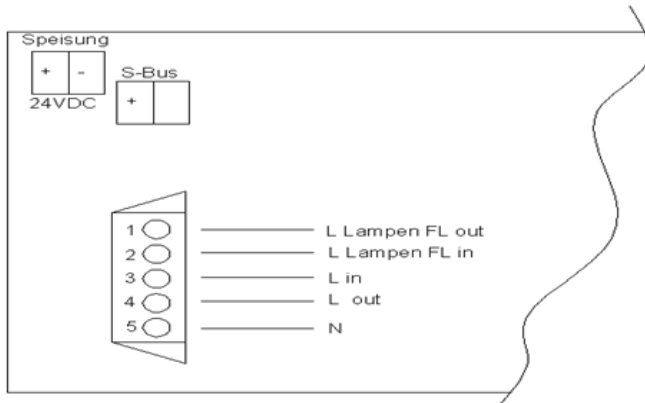 Speisung
+ -
24VDC
S-Bus
+
1 L Lampen FL out
2 L Lampen FL in
3 L in
4 L out
5 N